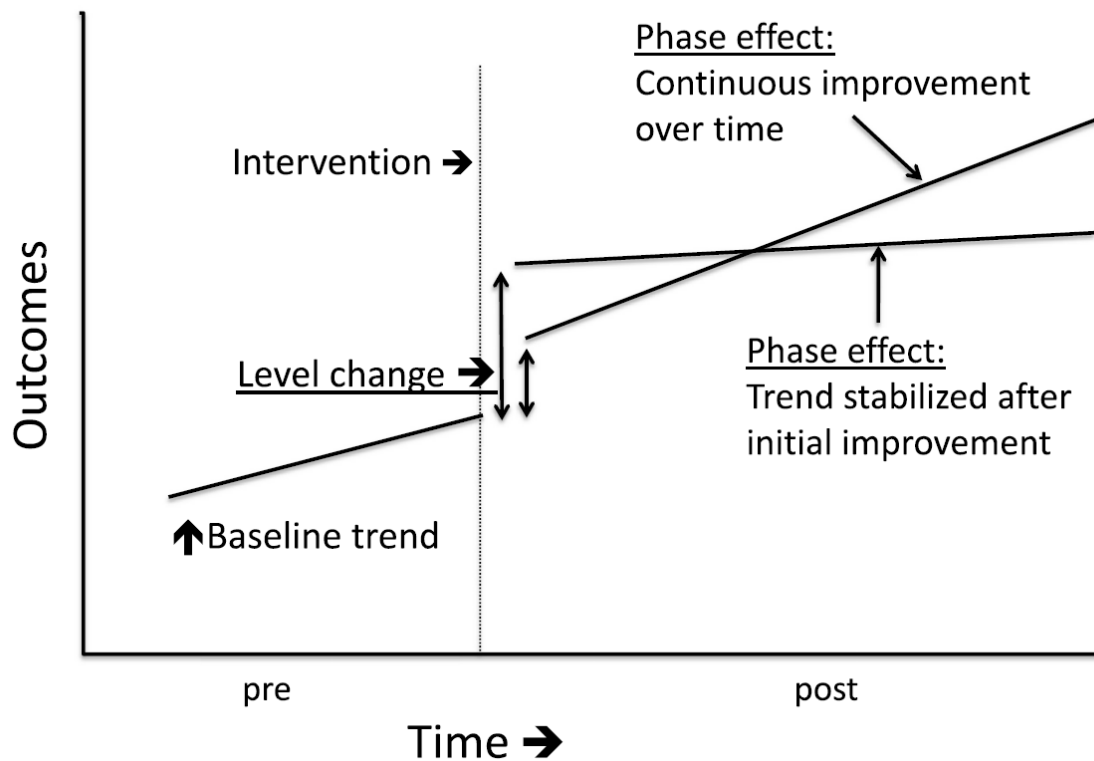 Phase effect:
Continuous improvement
over time
Intervention ➔
Outcomes
Level change ➔
Phase effect:
Trend stabilized after
initial improvement
🡹Baseline trend
pre
post
Time ➔